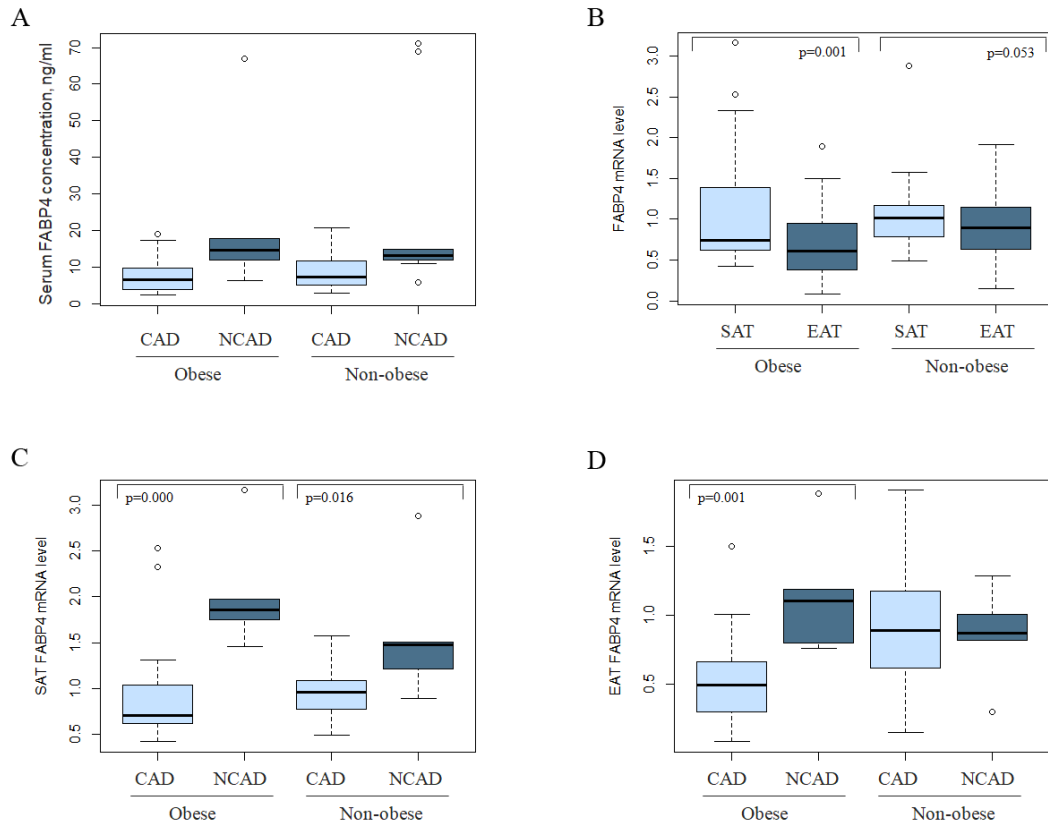 A
Serum FABP4 concentration, ng/ml
70
60
50
40
30
20
10
0
CAD NCAD CAD NCAD
Obese Non-obese
B
FABP4 mRNA level
p=0.001 p=0.053
3.0
2.5
2.0
1.5
1.0
0.5
0.0
SAT EAT SAT EAT
Obese Non-obese
C
SAT FABP4 mRNA level
p=0.000 p=0.016
3.0
2.5
2.0
1.5
1.0
0.5
CAD NCAD CAD NCAD
Obese Non-obese
D
EAT FABP4 mRNA level
p=0.001
1.5
1.0
0.5
CAD NCAD CAD NCAD
Obese Non-obese